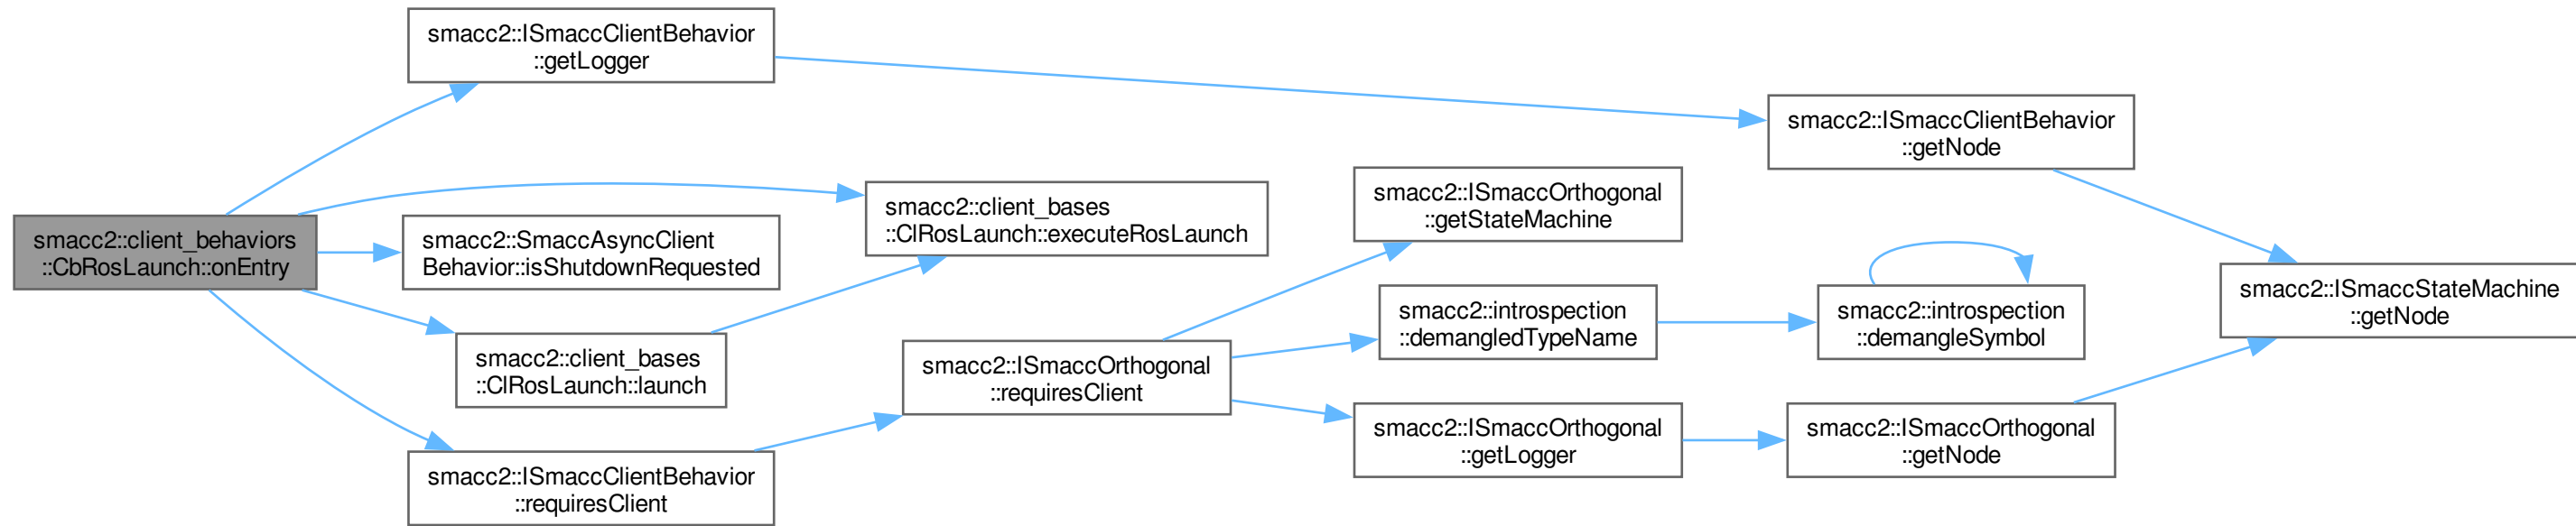 smacc2::client_behaviors
::CbRosLaunch::onEntry
smacc2::ISmaccClientBehavior
::getLogger
smacc2::client_bases
::ClRosLaunch::executeRosLaunch
smacc2::SmaccAsyncClient
Behavior::isShutdownRequested
smacc2::client_bases
::ClRosLaunch::launch
smacc2::ISmaccClientBehavior
::requiresClient
smacc2::ISmaccOrthogonal
::requiresClient
smacc2::ISmaccOrthogonal
::getStateMachine
smacc2::introspection
::demangledTypeName
smacc2::ISmaccOrthogonal
::getLogger
smacc2::ISmaccClientBehavior
::getNode
smacc2::introspection
::demangleSymbol
smacc2::ISmaccOrthogonal
::getNode
smacc2::ISmaccStateMachine
::getNode